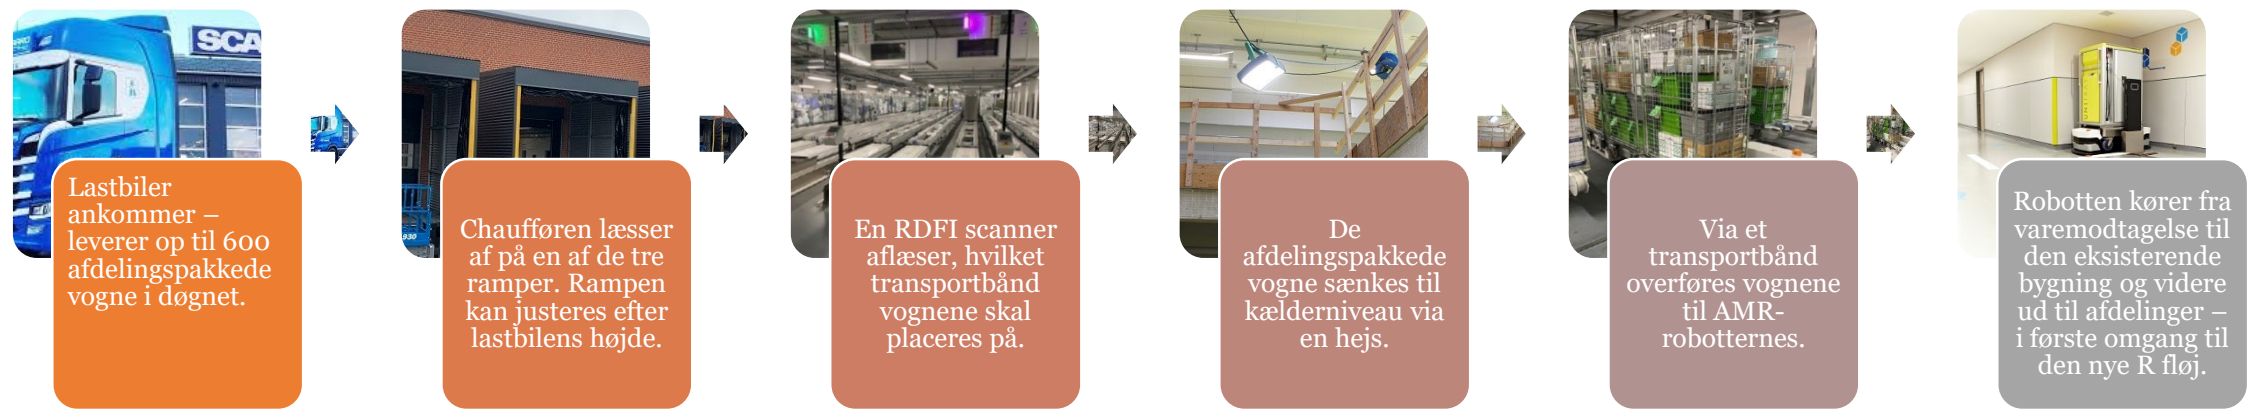 SCA
Lastbiler
ankommer –
leverer op til 600
afdelingspakkede
vogne i døgnet.
930
Chaufføren læsser
af på en af de tre
ramper. Rampen
kan justeres efter
lastbilens højde.
En RDFI scanner
aflæser, hvilket
transportbånd
vognene skal
placeres på.
De
afdelingspakkede
vogne sænkes til
kælderniveau via
en hejs.
Via et
transportbånd
overføres vognene
til AMR-
robotternes.
Robotten kører fra
varemodtagelse til
den eksisterende
bygning og videre
ud til afdelinger –
i første omgang til
den nye R fløj.